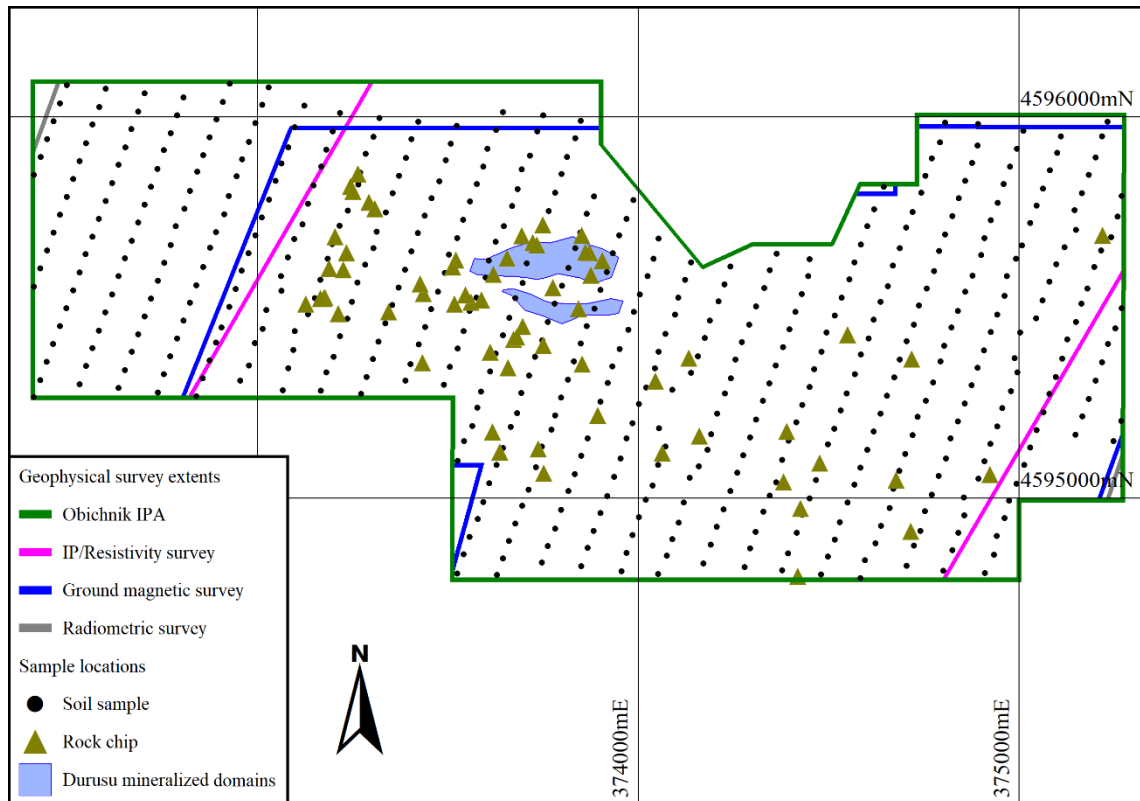 4596000mN
4595000mN
Geophysical survey extents
Obichnik IPA
IP/Resistivity survey
Ground magnetic survey
Radiometric survey
Sample locations
Soil sample
Rock chip
Durusu mineralized domains
N
374000mE
375000mE